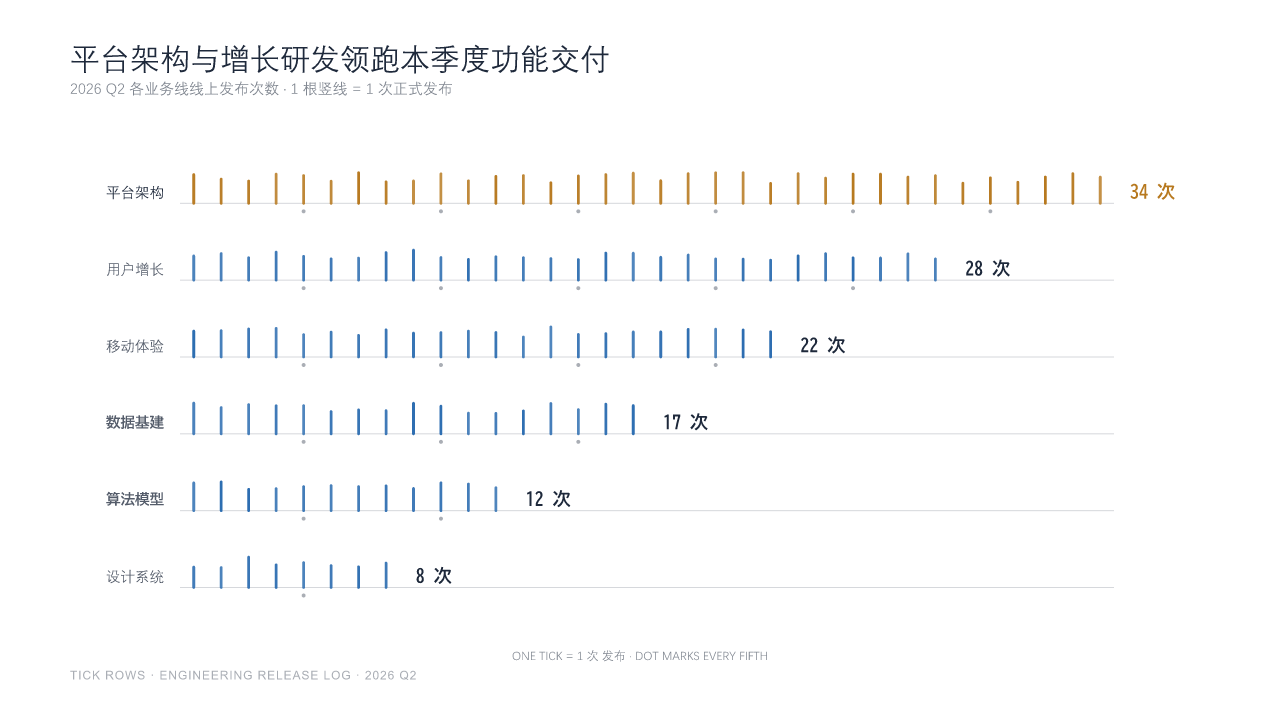 平台架构与增长研发领跑本季度功能交付
2026 Q2 各业务线线上发布次数 · 1 根竖线 = 1 次正式发布
平台架构 34 次
用户增长 28 次
移动体验 22 次
数据基建 17 次
算法模型 12 次
设计系统 8 次
ONE TICK = 1 次 发布 · DOT MARKS EVERY FIFTH
TICK ROWS · ENGINEERING RELEASE LOG · 2026 Q2